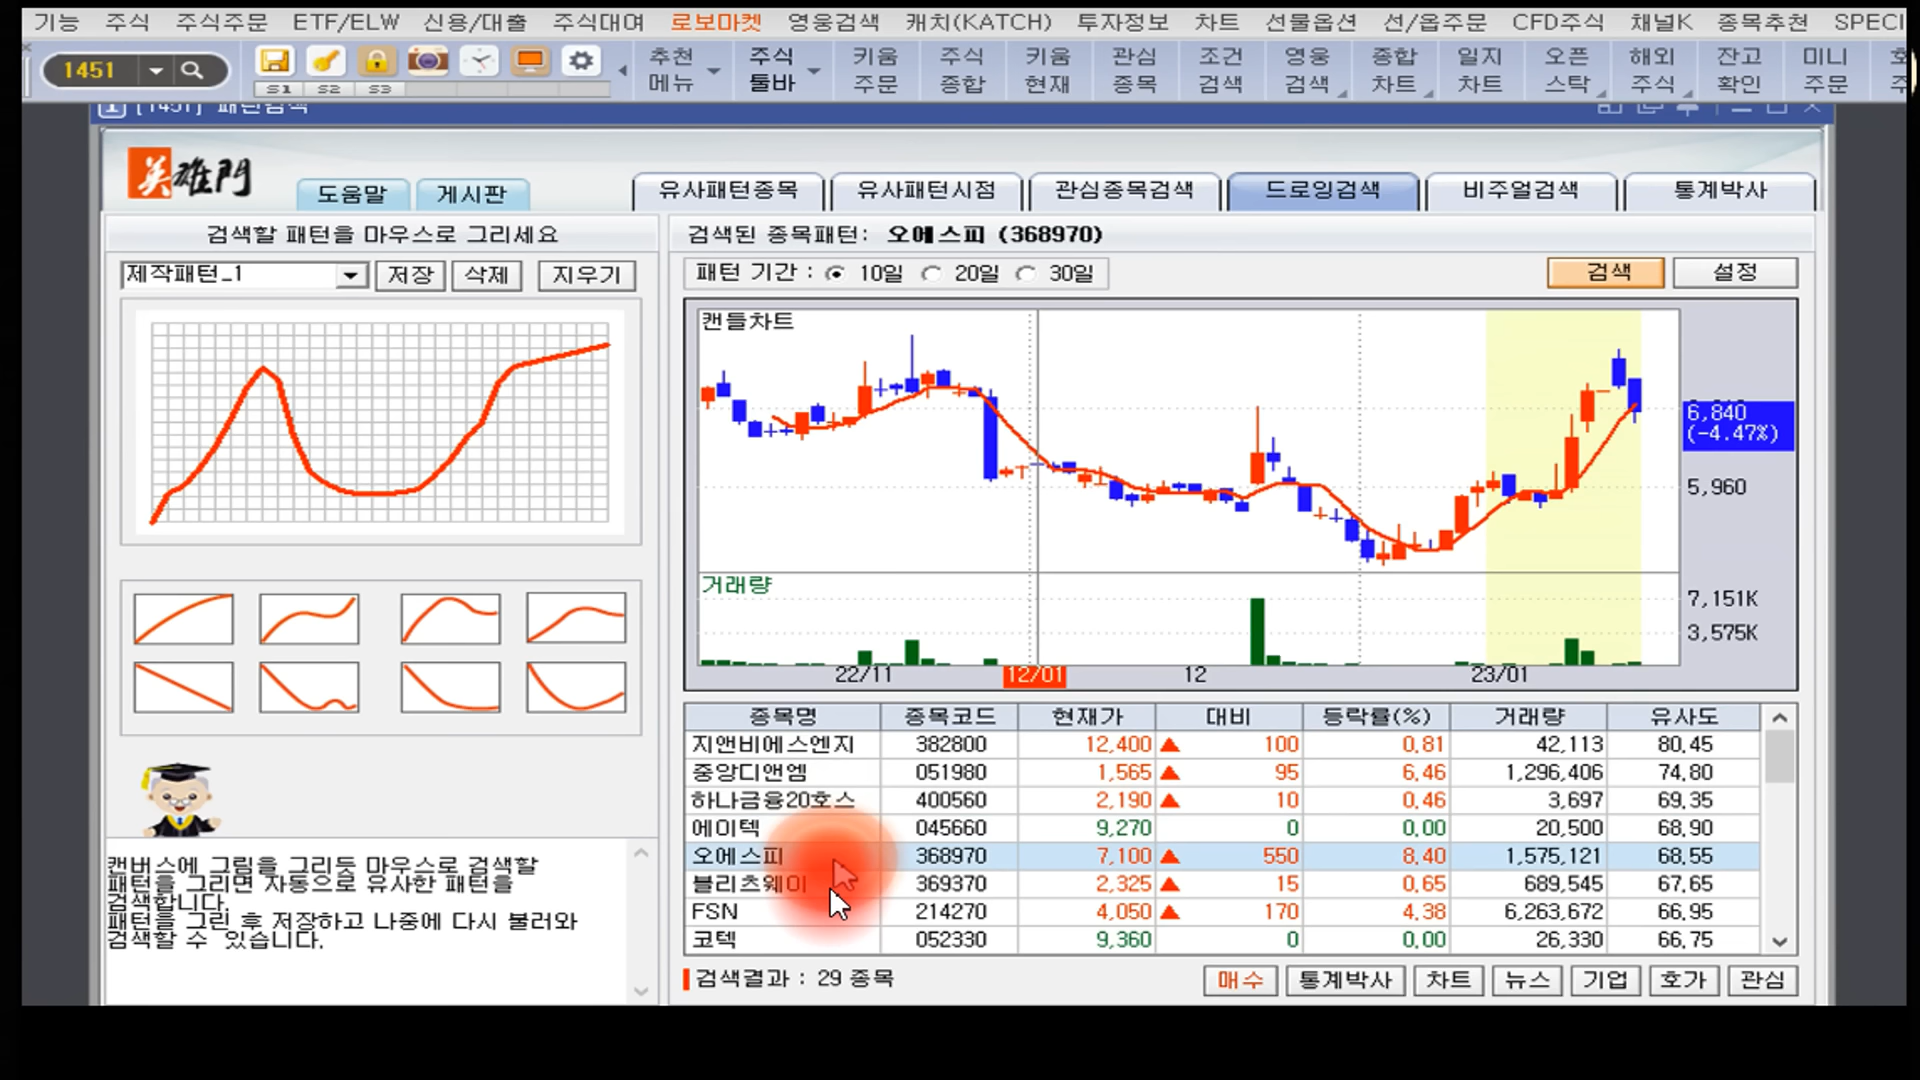 기능 주식 주식주문 ETF/ELW 신용/대출 주식대여 로보마켓 영웅검색 캐치(KATCH) 투자정보 차트 선물옵션 선/옵주문 CFD주식 채널K 종목추천 SPECI
1451
S1 S2 S3
추천 메뉴
주식 툴바
키움 주문
주식 종합
키움 현재
관심 종목
조건 검색
영웅 검색
종합 차트
일지 차트
오픈 스탁
해외 주식
잔고 확인
미니 주문
[1451] 패턴검색
英雄門
도움말 게시판
유사패턴종목 유사패턴시점 관심종목검색 드로잉검색 비주얼검색 통계박사
검색할 패턴을 마우스로 그리세요
검색된 종목패턴: 오에스피 (368970)
제작패턴_1 저장 삭제 지우기
패턴 기간 : 10일 20일 30일
검색 설정
캔들차트
6,840
(-4.47%)
5,960
거래량
7,151K
3,575K
22/11 12/01 12 23/01
종목명 종목코드 현재가 대비 등락률(%) 거래량 유사도
지앤비에스엔지 382800 12,400 ▲ 100 0.81 42,113 80.45
중앙디앤엠 051980 1,565 ▲ 95 6.46 1,296,406 74.80
하나금융20호스 400560 2,190 ▲ 10 0.46 3,697 69.35
에이텍 045660 9,270 0 0.00 20,500 68.90
오에스피 368970 7,100 ▲ 550 8.40 1,575,121 68.55
블리츠웨이 369370 2,325 ▲ 15 0.65 689,545 67.65
FSN 214270 4,050 ▲ 170 4.38 6,263,672 66.95
코텍 052330 9,360 0 0.00 26,330 66.75
캔버스에 그림을 그리듯 마우스로 검색할
패턴을 그리면 자동으로 유사한 패턴을
검색합니다.
패턴을 그린 후 저장하고 나중에 다시 불러와
검색할 수 있습니다.
검색결과 : 29 종목
매수 통계박사 차트 뉴스 기업 호가 관심